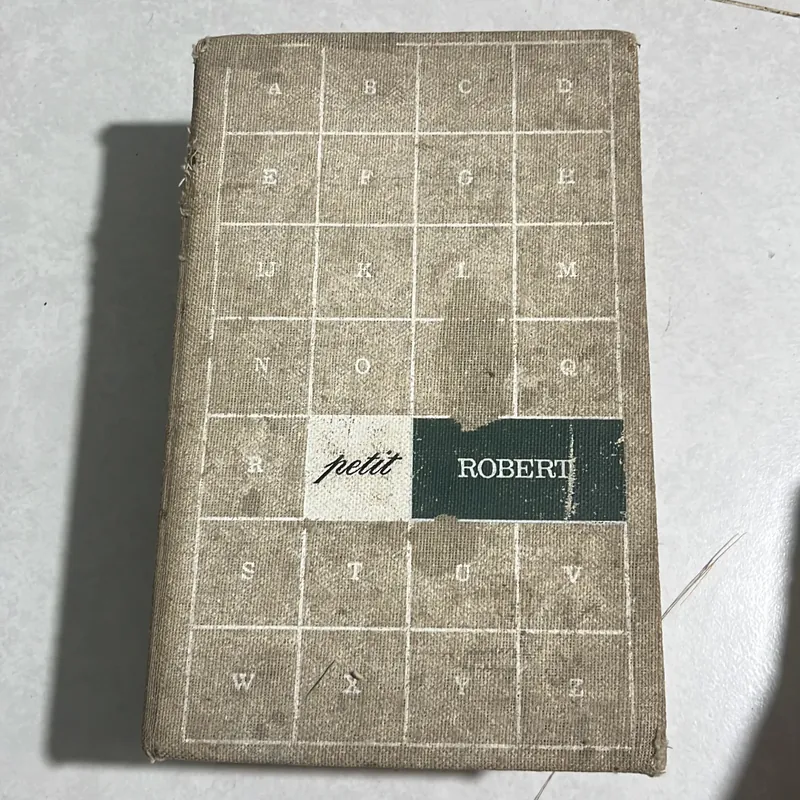 A B C D
E F G H
IJ K L M
N O Q
R petit ROBERT
S T U V
W X Y Z